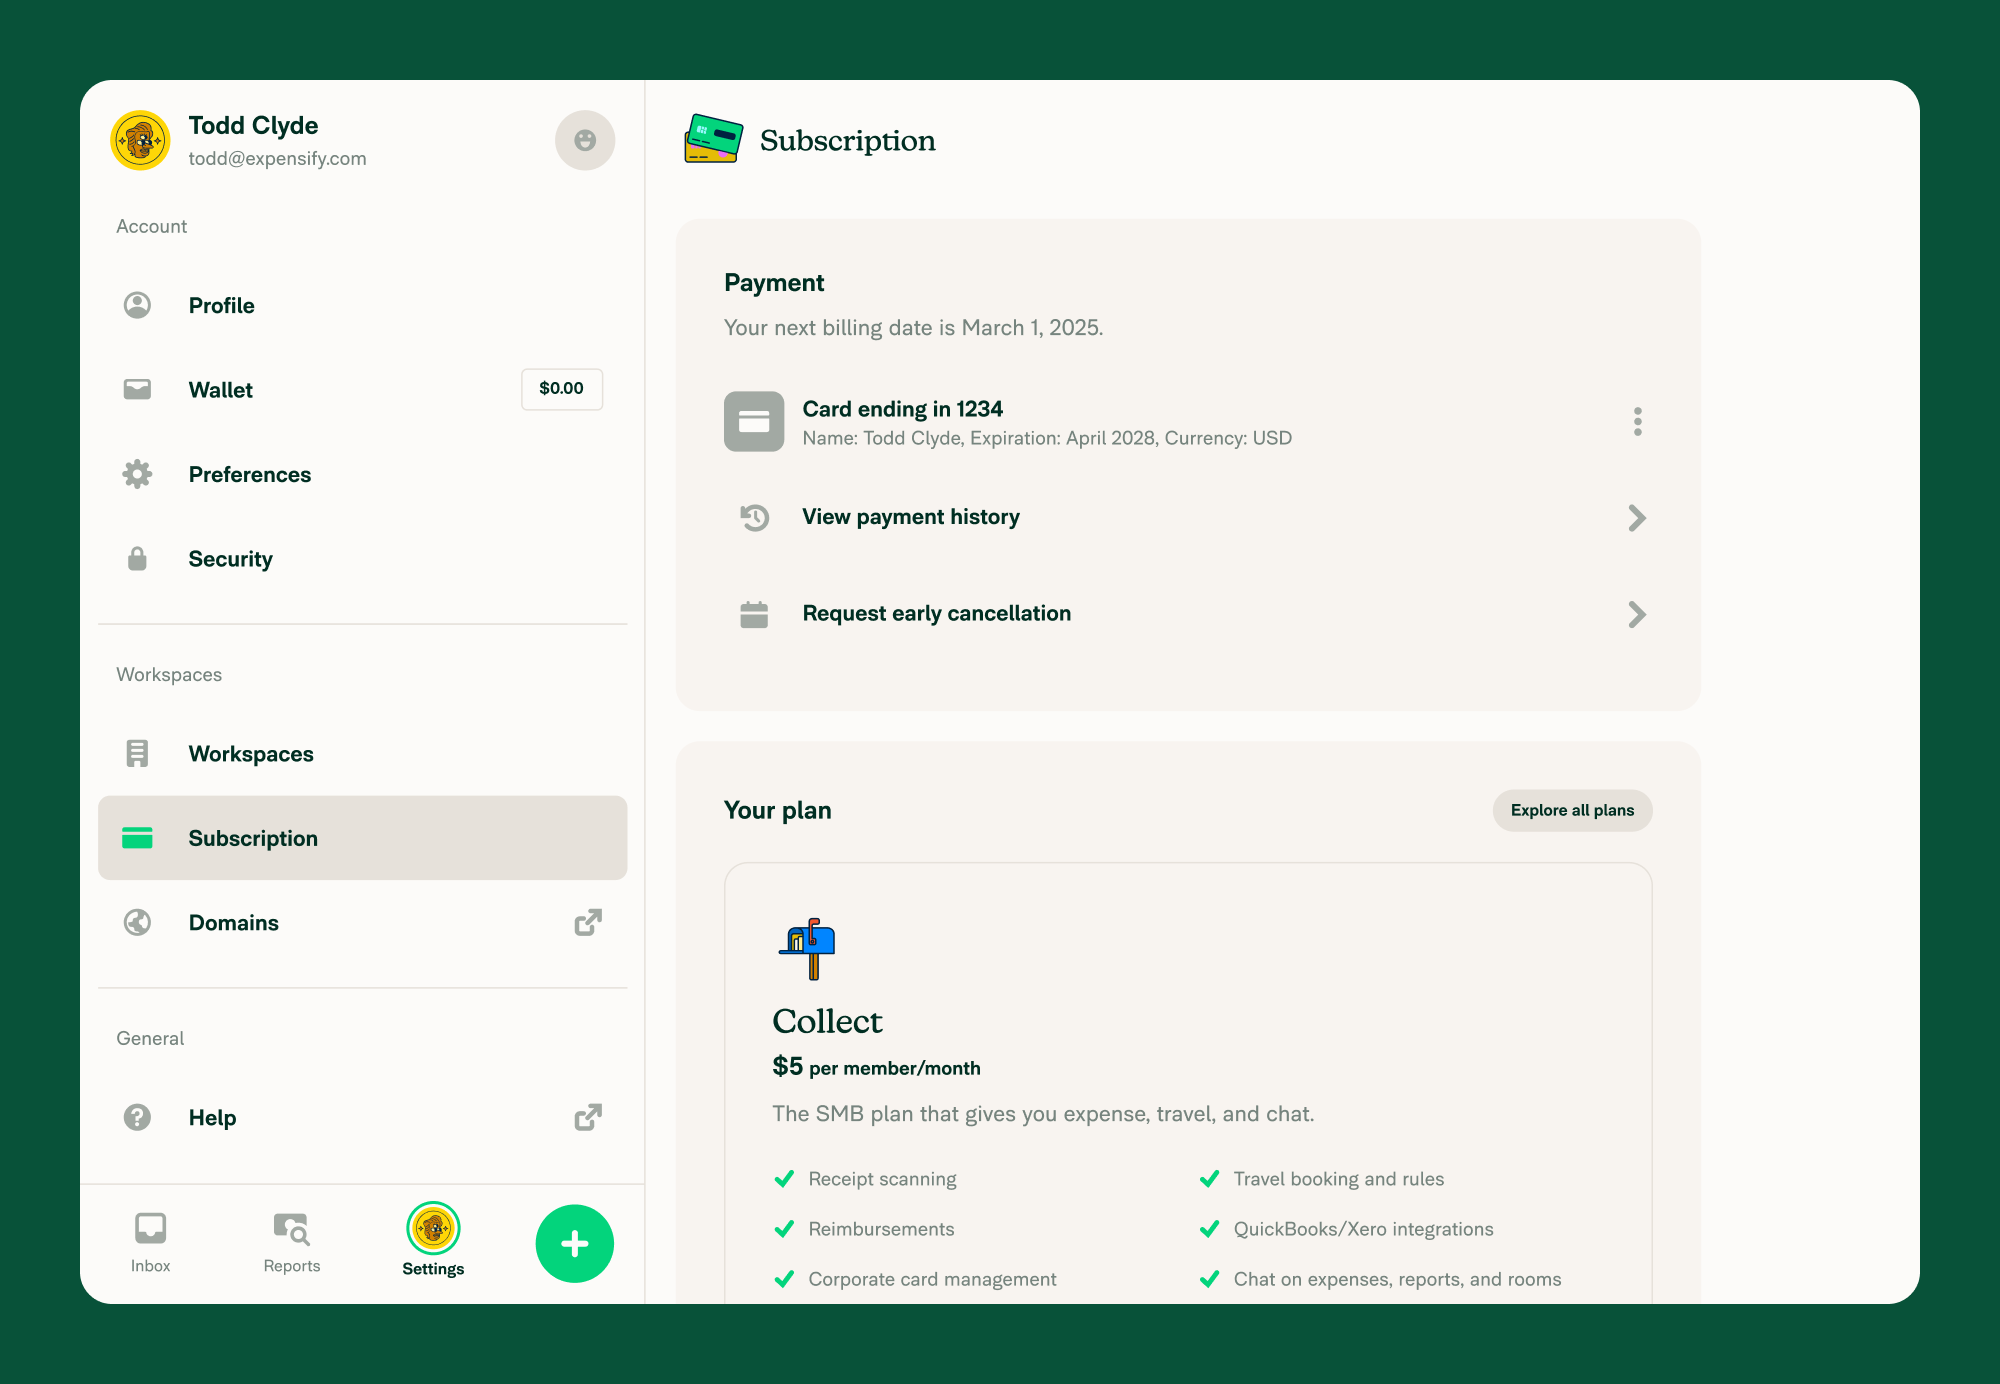 Todd Clyde
todd@expensify.com
Account
Profile
Wallet
$0.00
Preferences
Security
Workspaces
Workspaces
Subscription
Domains
General
Help
Inbox
Reports
Settings
Subscription
Payment
Your next billing date is March 1, 2025.
Card ending in 1234
Name: Todd Clyde, Expiration: April 2028, Currency: USD
View payment history
Request early cancellation
Your plan
Explore all plans
Collect
$5 per member/month
The SMB plan that gives you expense, travel, and chat.
Receipt scanning
Travel booking and rules
Reimbursements
QuickBooks/Xero integrations
Corporate card management
Chat on expenses, reports, and rooms